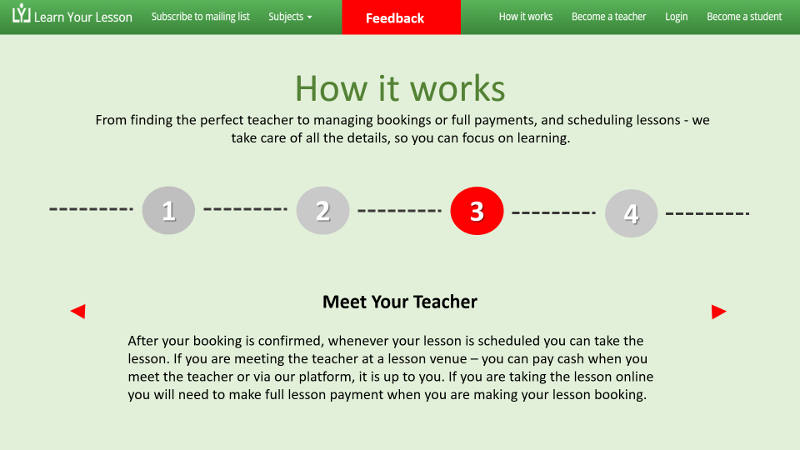 Learn Your Lesson Subscribe to mailing list Subjects Feedback How it works Become a teacher Login Become a student
How it works
From finding the perfect teacher to managing bookings or full payments, and scheduling lessons - we
take care of all the details, so you can focus on learning.
1 2 3 4
Meet Your Teacher
After your booking is confirmed, whenever your lesson is scheduled you can take the
lesson. If you are meeting the teacher at a lesson venue – you can pay cash when you
meet the teacher or via our platform, it is up to you. If you are taking the lesson online
you will need to make full lesson payment when you are making your lesson booking.